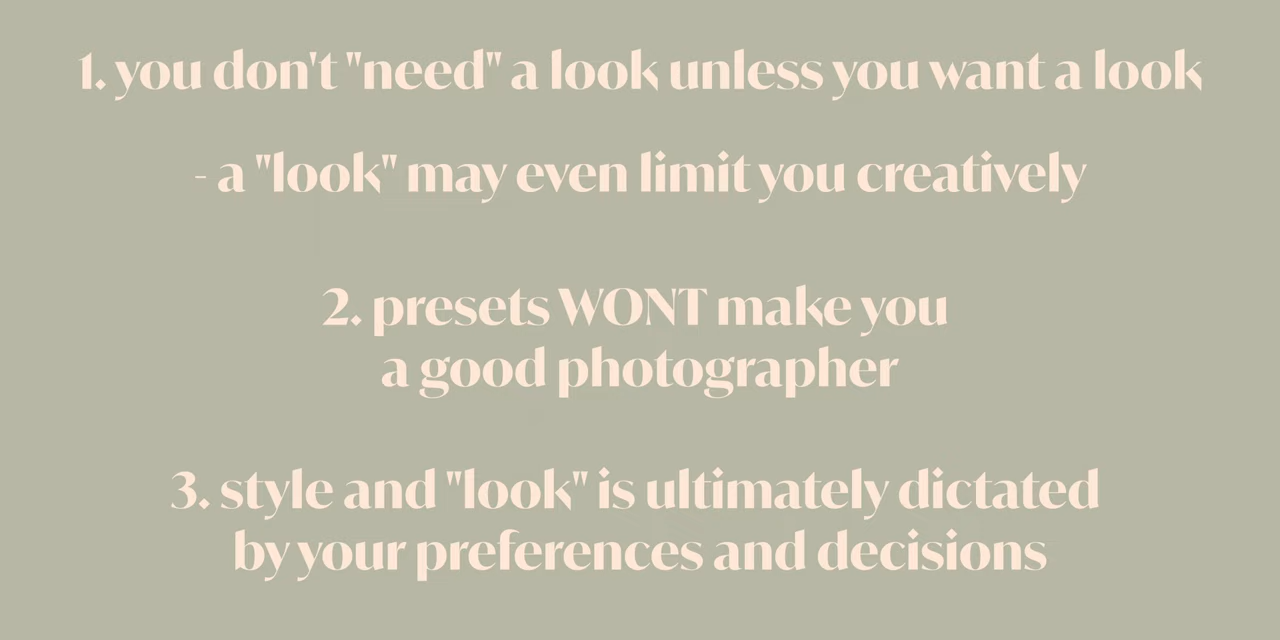 1. you don't "need" a look unless you want a look
- a "look" may even limit you creatively
2. presets WONT make you
a good photographer
3. style and "look" is ultimately dictated
by your preferences and decisions